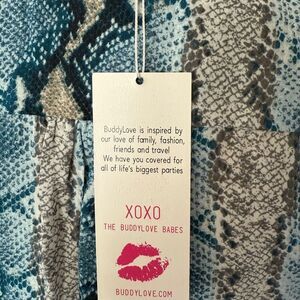 BuddyLove is inspired by
our love of family, fashion,
friends and travel
We have you covered for
all of life's biggest parties
XOXO
THE BUDDYLOVE BABES
BUDDYLOVE.COM